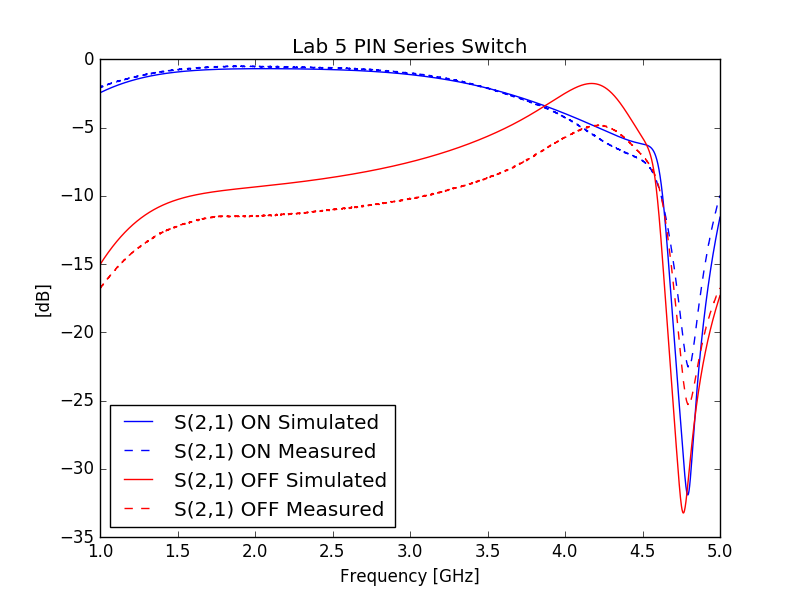 Lab 5 PIN Series Switch
[dB]
0
−5
−10
−15
−20
−25
−30
−35
S(2,1) ON Simulated
S(2,1) ON Measured
S(2,1) OFF Simulated
S(2,1) OFF Measured
1.0 1.5 2.0 2.5 3.0 3.5 4.0 4.5 5.0
Frequency [GHz]